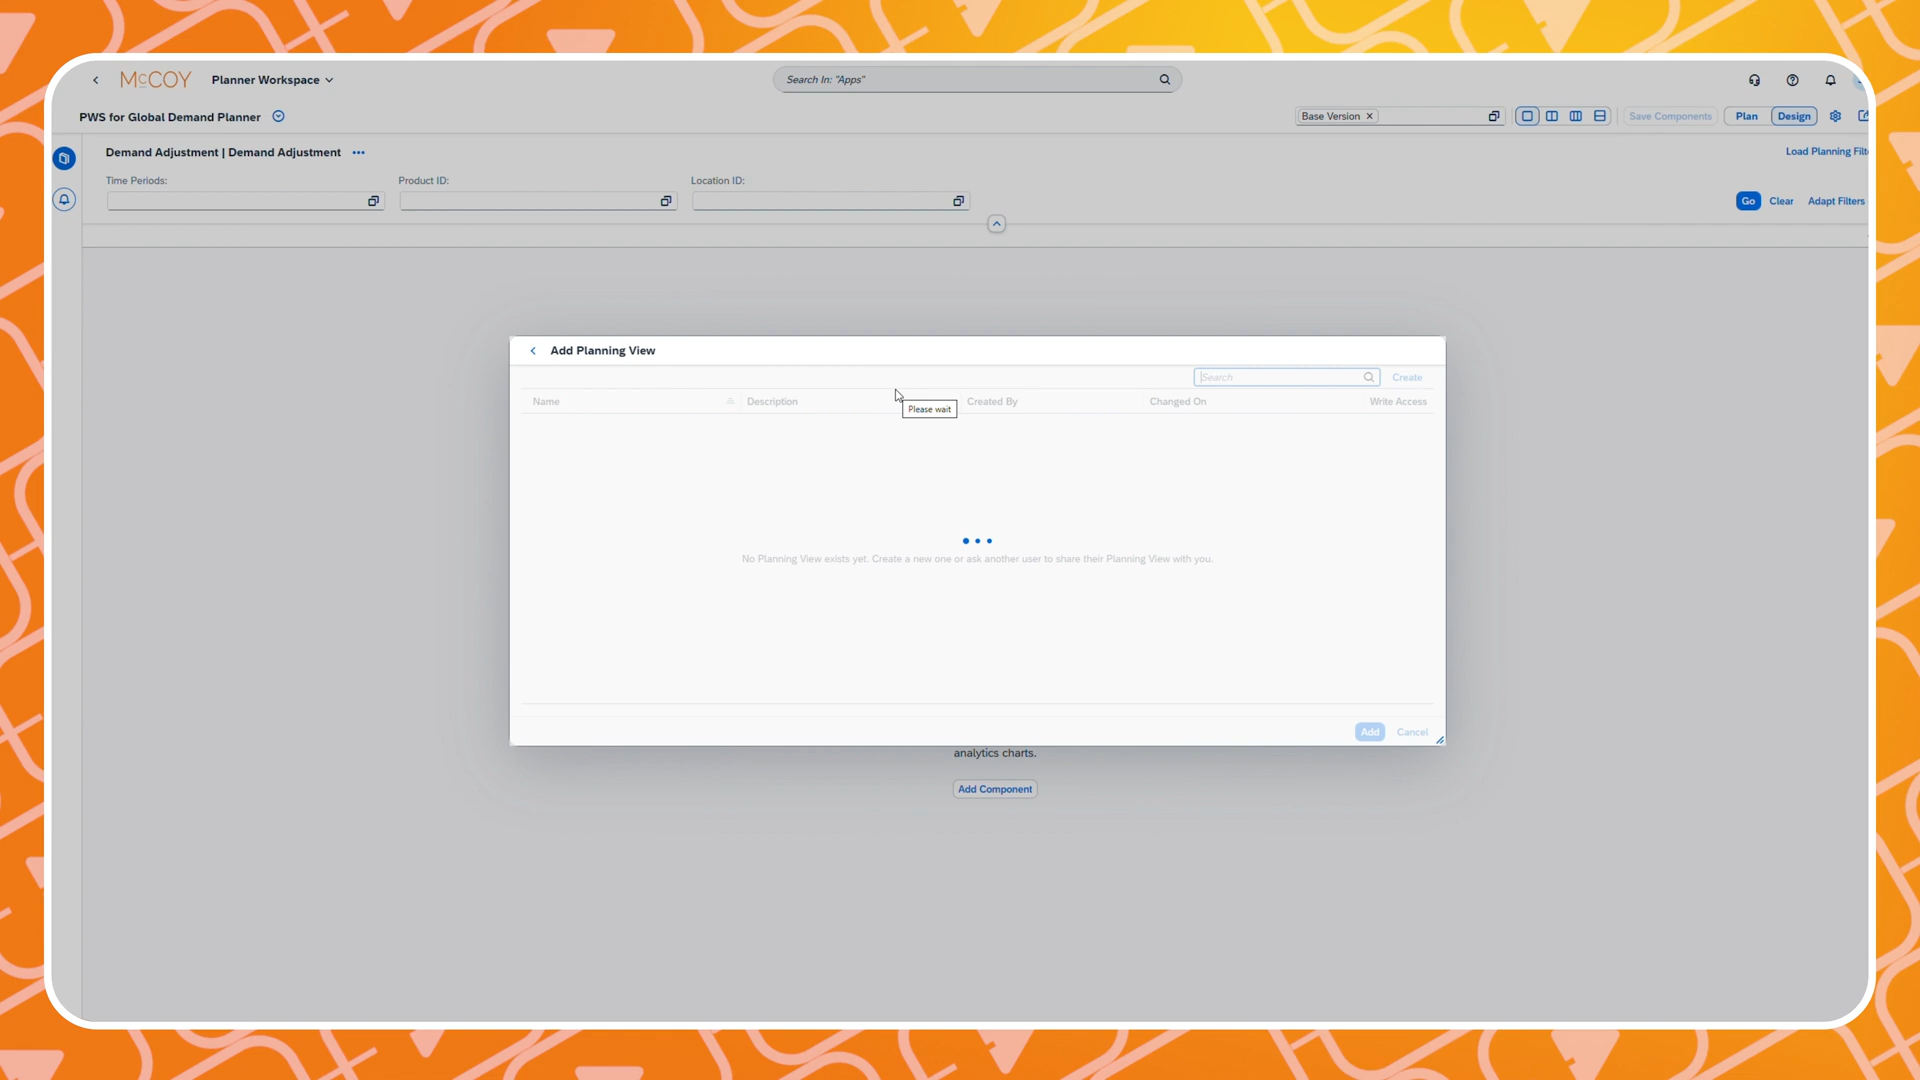 McCOY Planner Workspace
Search In: "Apps"
PWS for Global Demand Planner
Base Version
Save Components
Plan
Design
Demand Adjustment | Demand Adjustment
Time Periods:
Product ID:
Location ID:
Go
Clear
Adapt Filters
Add Planning View
Search
Create
Name
Description
Created By
Changed On
Write Access
Please wait
No Planning View exists yet. Create a new one or ask another user to share their Planning View with you.
Add
Cancel
analytics charts.
Add Component
Load Planning Filte